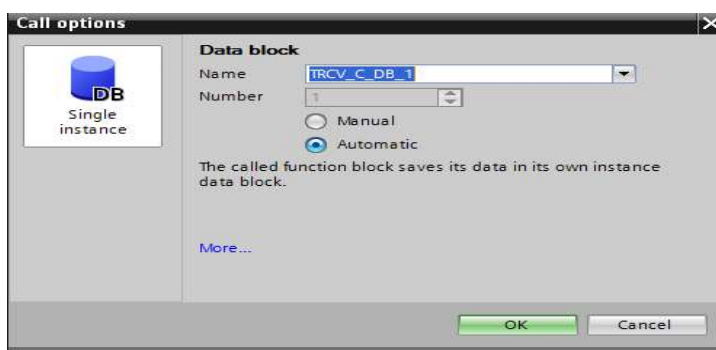 Call options
Data block
Name TRCV_C_DB_1
Number 1
DB
Single
instance
Manual
Automatic
The called function block saves its data in its own instance
data block.
More...
OK Cancel